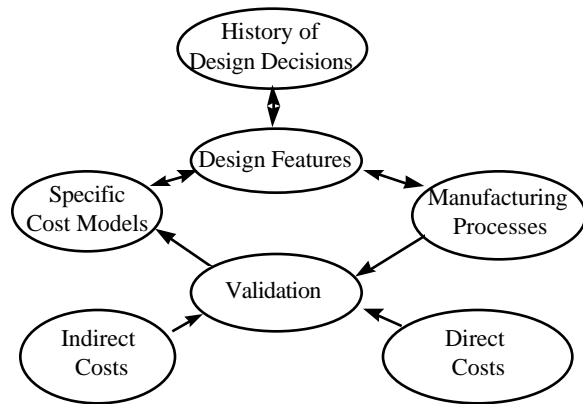 History of
Design Decisions
Design Features
Specific
Cost Models
Manufacturing
Processes
Validation
Indirect
Costs
Direct
Costs